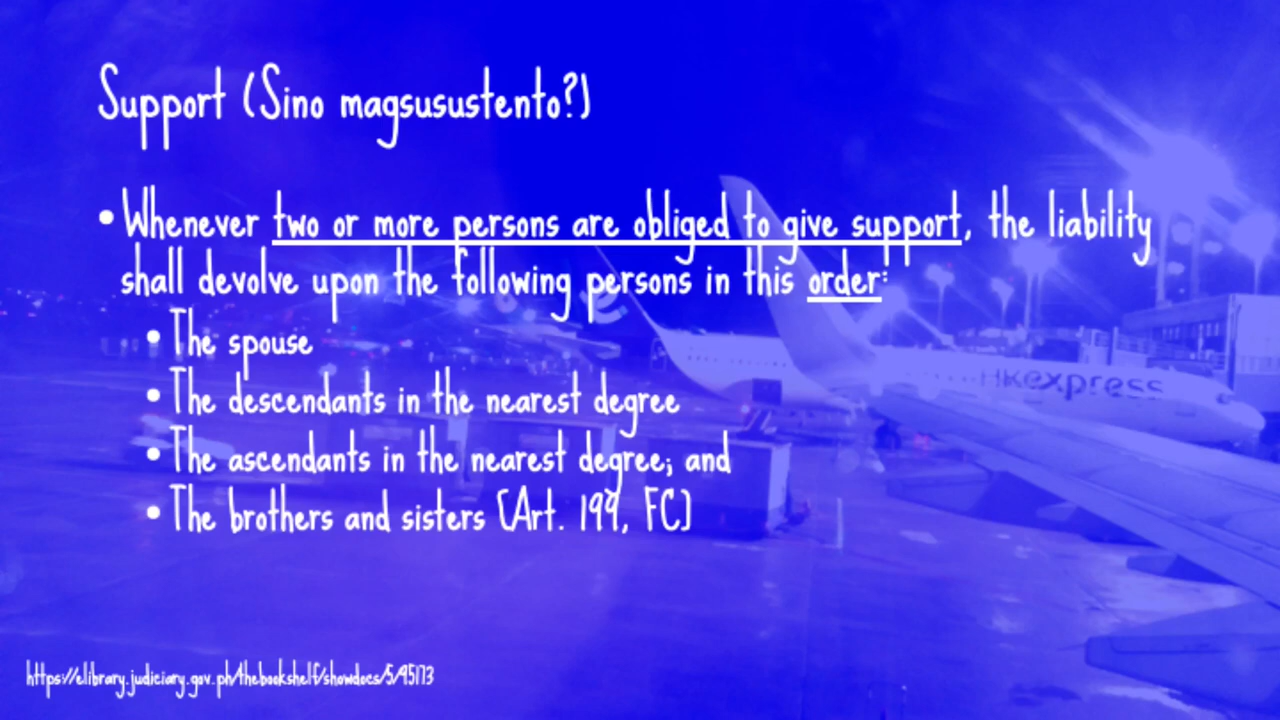 Support (Sino magsusustento?)
• Whenever two or more persons are obliged to give support, the liability
shall devolve upon the following persons in this order:
• The spouse
• The descendants in the nearest degree
• The ascendants in the nearest degree; and
• The brothers and sisters [Art. 199, FC]
HKexpress
https://elibrary.judiciary.gov.ph/thebookshelf/showdocs/5/95173